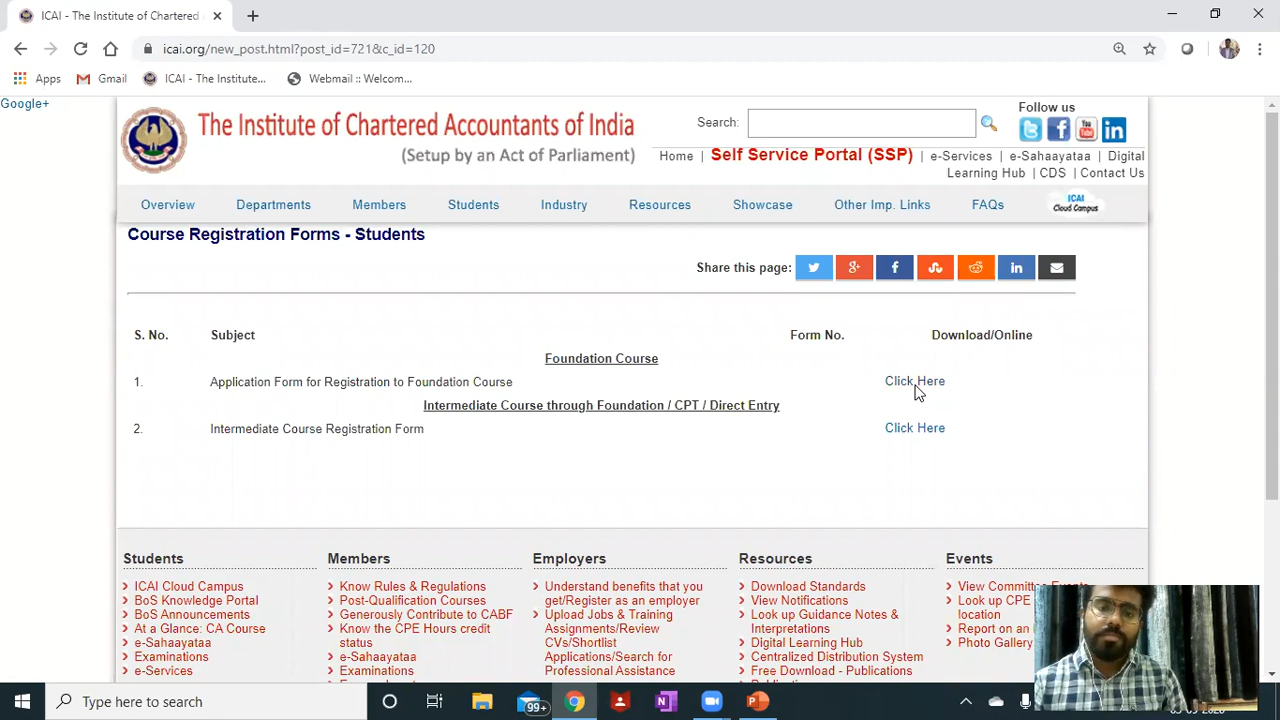 ICAI - The Institute of Chartered
icai.org/new_post.html?post_id=721&c_id=120
Apps Gmail ICAI - The Institute... Webmail :: Welcom...
Google+
The Institute of Chartered Accountants of India
(Setup by an Act of Parliament)
Search:
Follow us
Home | Self Service Portal (SSP) | e-Services | e-Sahaayataa | Digital
Learning Hub | CDS | Contact Us
Overview Departments Members Students Industry Resources Showcase Other Imp. Links FAQs ICAI
Cloud Campus
Course Registration Forms - Students
Share this page:
S. No. Subject Form No. Download/Online
Foundation Course
1. Application Form for Registration to Foundation Course Click Here
Intermediate Course through Foundation / CPT / Direct Entry
2. Intermediate Course Registration Form Click Here
Students
ICAI Cloud Campus
BoS Knowledge Portal
BoS Announcements
At a Glance: CA Course
e-Sahaayataa
Examinations
e-Services
Members
Know Rules & Regulations
Post-Qualification Courses
Generously Contribute to CABF
Know the CPE Hours credit
status
e-Sahaayataa
Examinations
Employers
Understand benefits that you
get/Register as an employer
Upload Jobs & Training
Assignments/Review
CVs/Shortlist
Applications/Search for
Professional Assistance
Resources
Download Standards
View Notifications
Look up Guidance Notes &
Interpretations
Digital Learning Hub
Centralized Distribution System
Free Download - Publications
Events
View Committee Events
Look up CPE
location
Report on an
Photo Gallery
Type here to search
99+